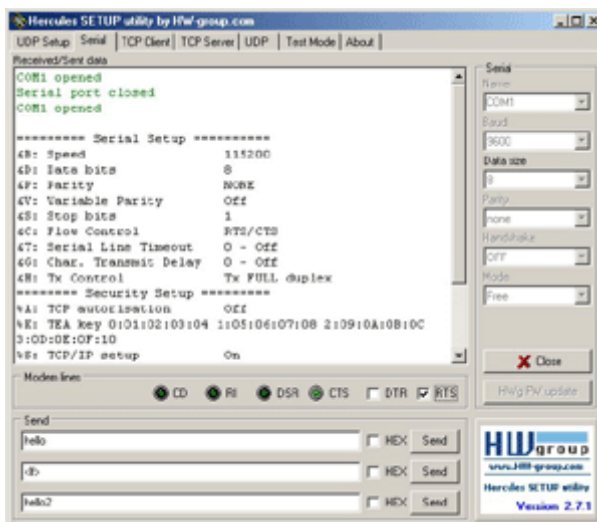 Hercules SETUP utility by HW-group.com
UDP Setup Serial TCP Client TCP Server UDP Test Mode About
Received/Sent data
COM1 opened
Serial port closed
COM1 opened
========= Serial Setup ==========
&B: Speed 115200
&D: Data bits 8
&P: Parity NONE
&V: Variable Parity Off
&S: Stop bits 1
&C: Flow Control RTS/CTS
&T: Serial Line Timeout 0 - Off
&G: Char. Transmit Delay 0 - Off
&H: Tx Control Tx FULL duplex
======== Security Setup =========
%A: TCP autorisation Off
%E: TEA key 0:01:02:03:04 1:05:06:07:08 2:09:0A:0B:0C
3:0D:0E:0F:10
%S: TCP/IP setup On
Serial
Name
COM1
Baud
9600
Data size
8
Parity
none
Handshake
OFF
Mode
Free
Close
HWg FW update
Modem lines
CD RI DSR CTS DTR RTS
Send
hello HEX Send
HEX Send
hello2 HEX Send
HW group
www.HW-group.com
Hercules SETUP utility
Version 2.7.1